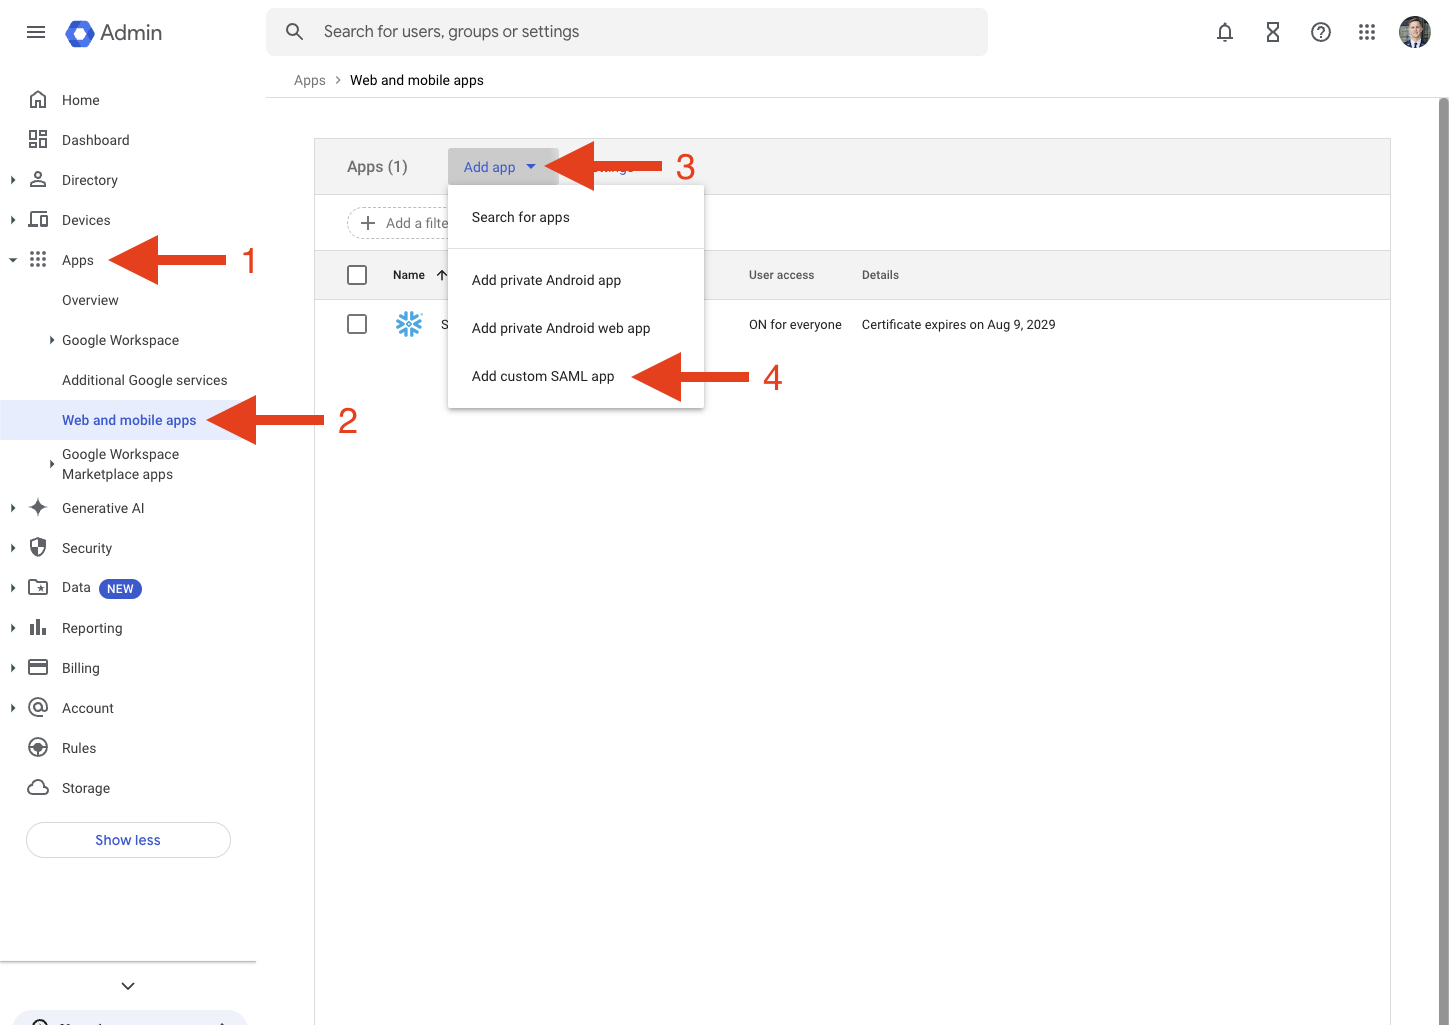 Admin
Search for users, groups or settings
Apps > Web and mobile apps
Home
Dashboard
Directory
Devices
Apps
1
Overview
Google Workspace
Additional Google services
Web and mobile apps
2
Google Workspace
Marketplace apps
Generative AI
Security
Data NEW
Reporting
Billing
Account
Rules
Storage
Show less
Apps (1)
Add app
3
Add a filte
Search for apps
Add private Android app
Add private Android web app
Add custom SAML app
4
Name
User access
Details
S
ON for everyone
Certificate expires on Aug 9, 2029